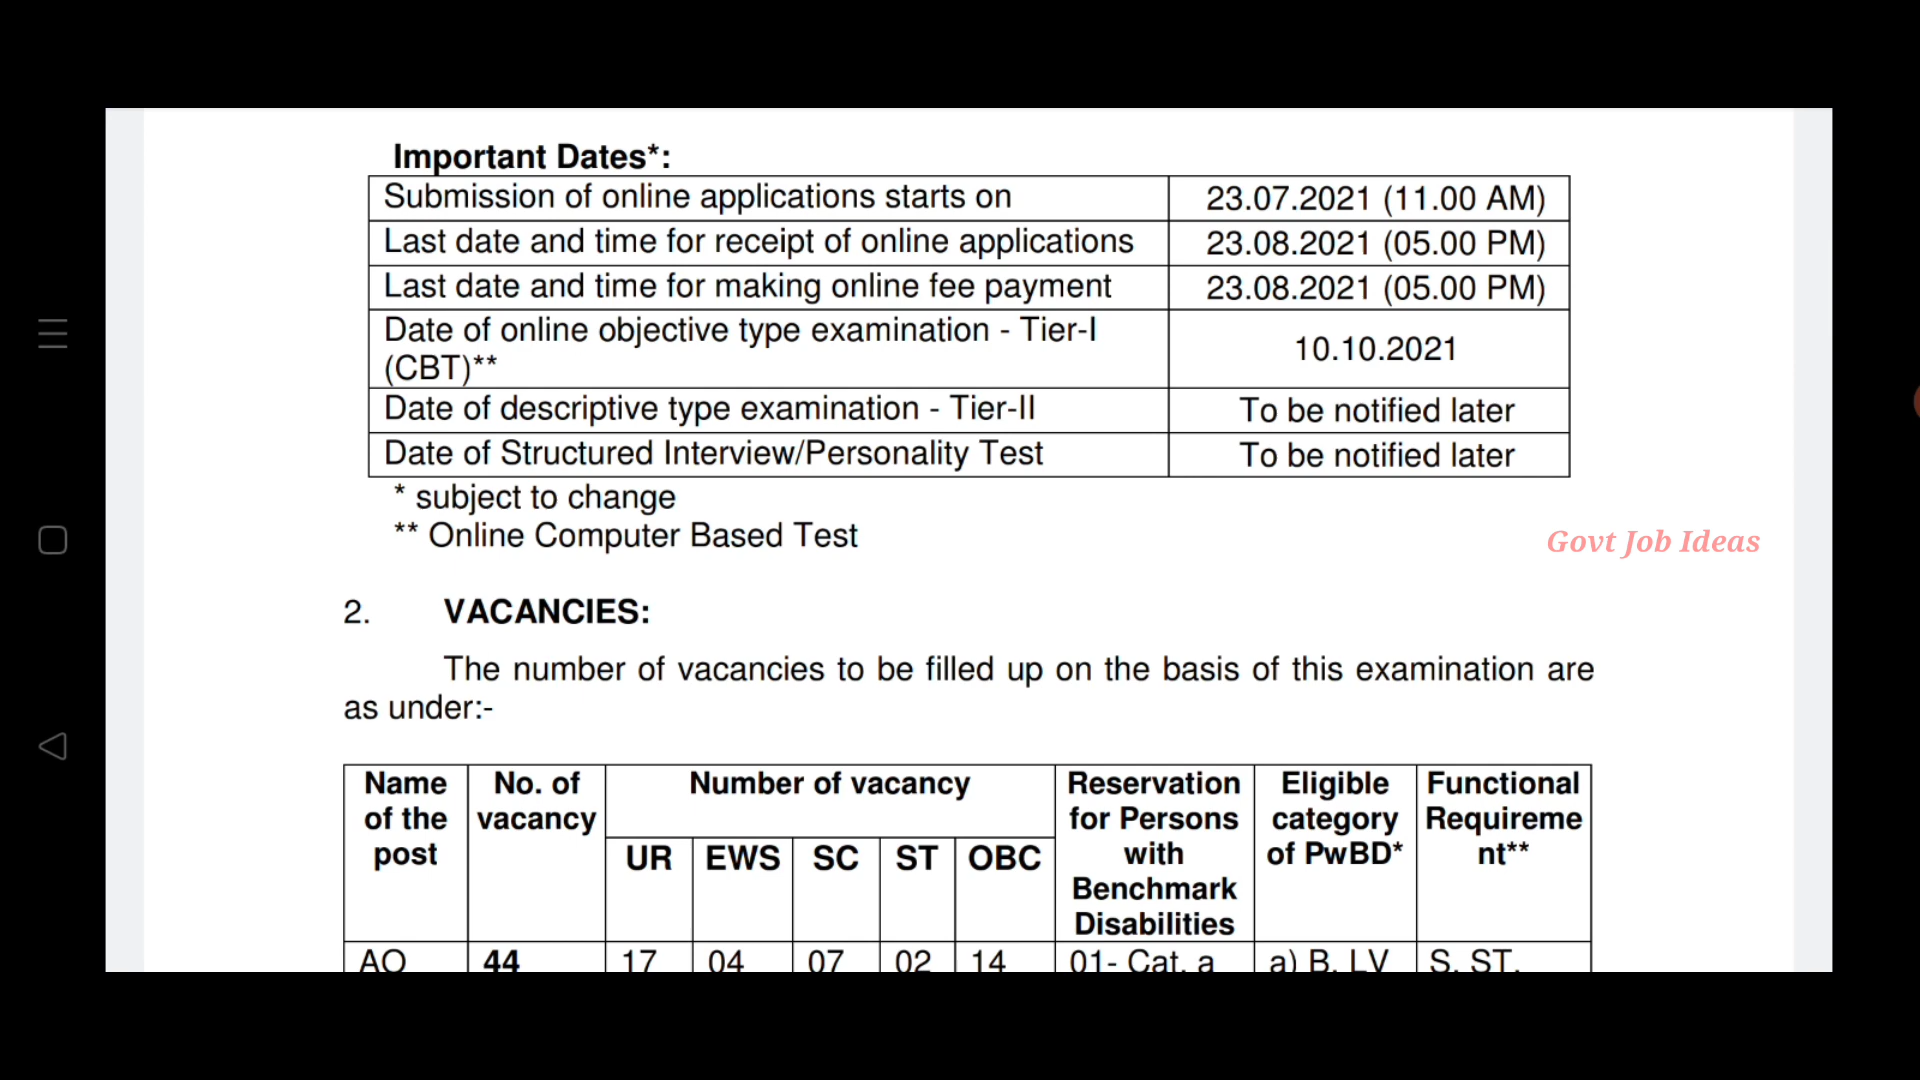 Important Dates*:
Submission of online applications starts on 23.07.2021 (11.00 AM)
Last date and time for receipt of online applications 23.08.2021 (05.00 PM)
Last date and time for making online fee payment 23.08.2021 (05.00 PM)
Date of online objective type examination - Tier-I
(CBT)** 10.10.2021
Date of descriptive type examination - Tier-II To be notified later
Date of Structured Interview/Personality Test To be notified later
* subject to change
** Online Computer Based Test
Govt Job Ideas
2. VACANCIES:
The number of vacancies to be filled up on the basis of this examination are
as under:-
Name of the post No. of vacancy Number of vacancy Reservation for Persons with Benchmark Disabilities Eligible category of PwBD* Functional Requireme nt**
UR EWS SC ST OBC
AO 44 17 04 07 02 14 01- Cat. a a) B, LV S, ST,